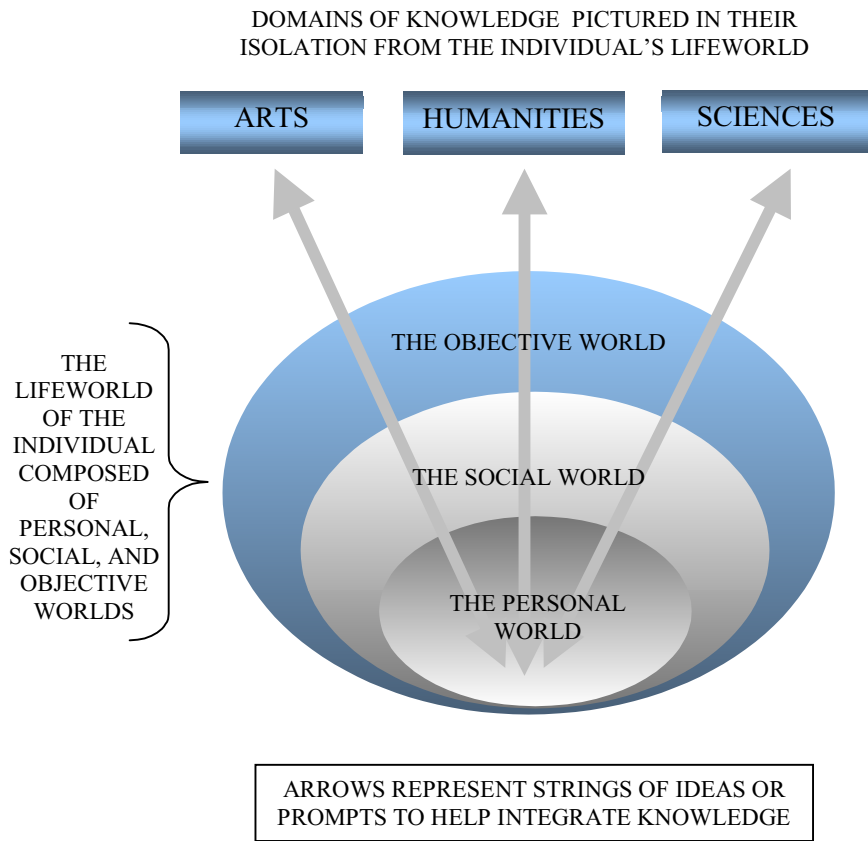 DOMAINS OF KNOWLEDGE PICTURED IN THEIR
ISOLATION FROM THE INDIVIDUAL'S LIFEWORLD
ARTS
HUMANITIES
SCIENCES
THE OBJECTIVE WORLD
THE
LIFEWORLD
OF THE
INDIVIDUAL
COMPOSED
OF
PERSONAL,
SOCIAL, AND
OBJECTIVE
WORLDS
THE SOCIAL WORLD
THE PERSONAL
WORLD
ARROWS REPRESENT STRINGS OF IDEAS OR
PROMPTS TO HELP INTEGRATE KNOWLEDGE